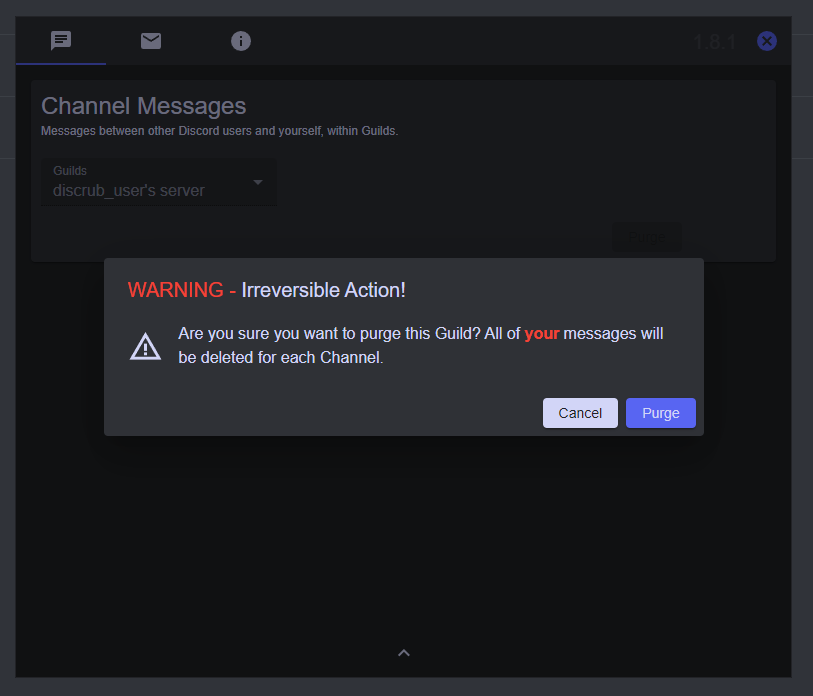 1.8.1
Channel Messages
Messages between other Discord users and yourself, within Guilds.
Guilds
discrub_user's server
Purge
WARNING - Irreversible Action!
Are you sure you want to purge this Guild? All of your messages will
be deleted for each Channel.
Cancel Purge